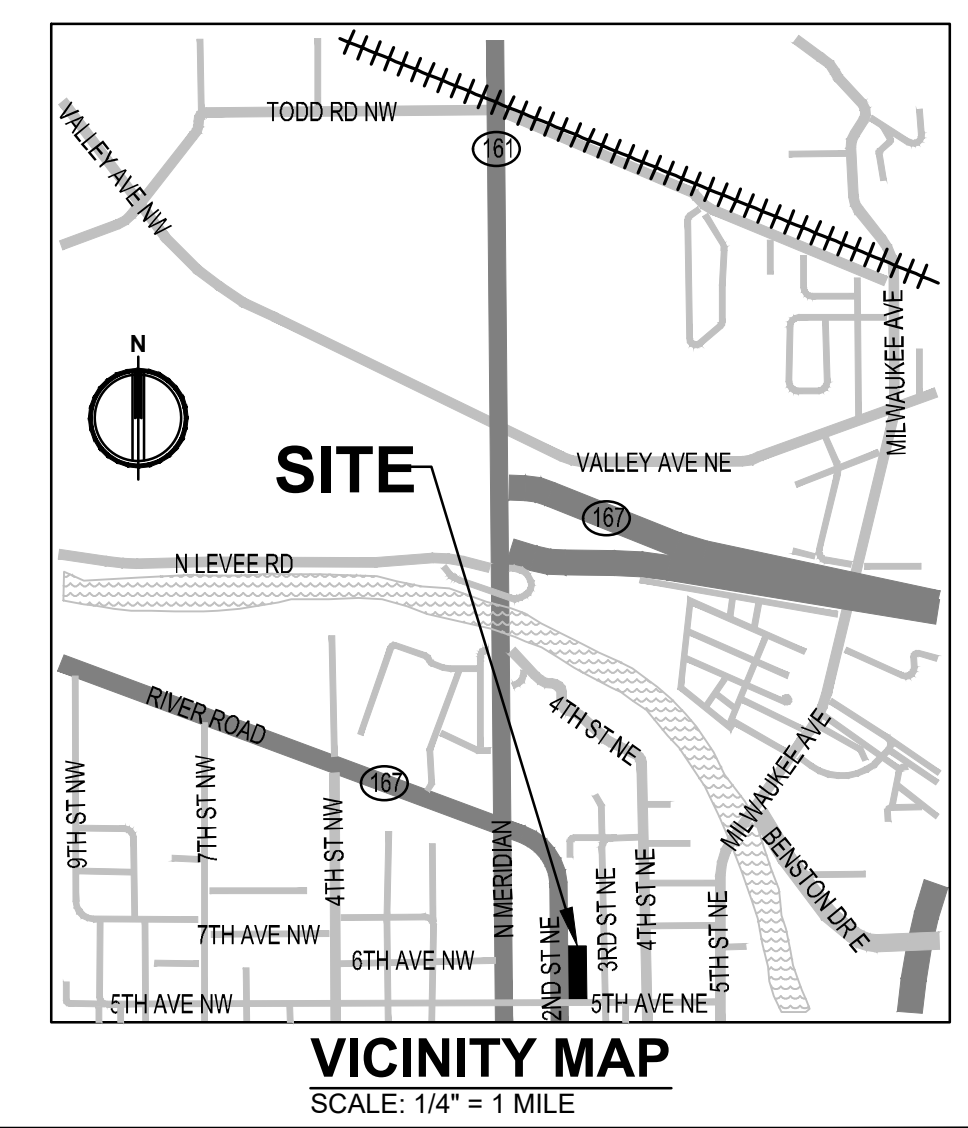 TODD RD NW
161
VALLEY AVE NW
MILWAUKEE AVE
N
SITE
VALLEY AVE NE
167
N LEVEE RD
RIVER ROAD
4TH ST NE
167
MILWAUKEE AVE
BENSTON DR E
9TH ST NW
7TH ST NW
4TH ST NW
N MERIDIAN
2ND ST NE
3RD ST NE
4TH ST NE
5TH ST NE
7TH AVE NW
6TH AVE NW
5TH AVE NW
5TH AVE NE
VICINITY MAP
SCALE: 1/4" = 1 MILE